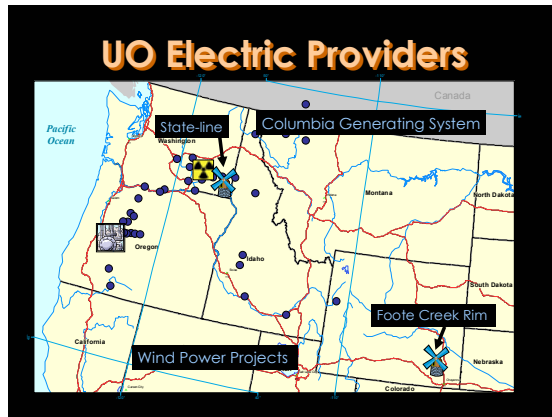 UO Electric Providers
Canada
Pacific
Ocean
State-line
Columbia Generating System
Washington
Montana
North Dakota
Oregon
Idaho
South Dakota
Foote Creek Rim
California
Wind Power Projects
Nebraska
Colorado